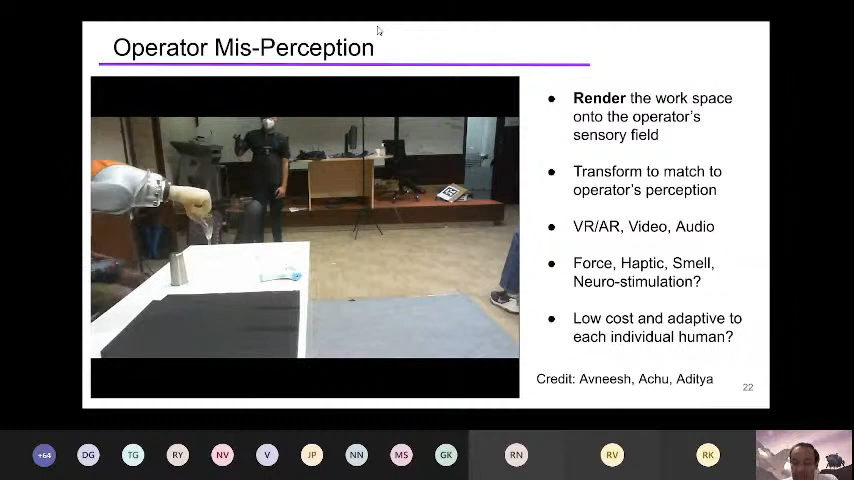 Operator Mis-Perception
● Render the work space
onto the operator's
sensory field
● Transform to match to
operator's perception
● VR/AR, Video, Audio
● Force, Haptic, Smell,
Neuro-stimulation?
● Low cost and adaptive to
each individual human?
Credit: Avneesh, Achu, Aditya
22
+64 DG TG RY NV V JP NN MS GK RN RV RK